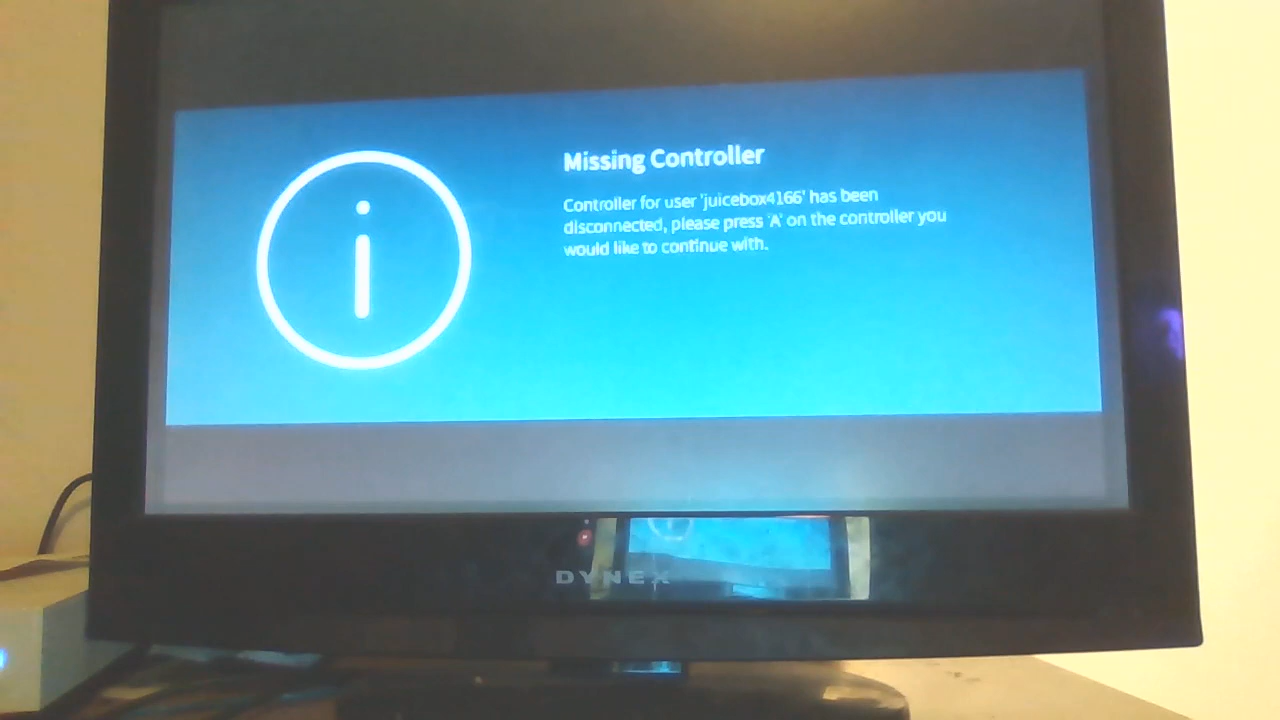 Missing Controller
Controller for user 'juicebox4166' has been
disconnected, please press 'A' on the controller you
would like to continue with.
DYNEX